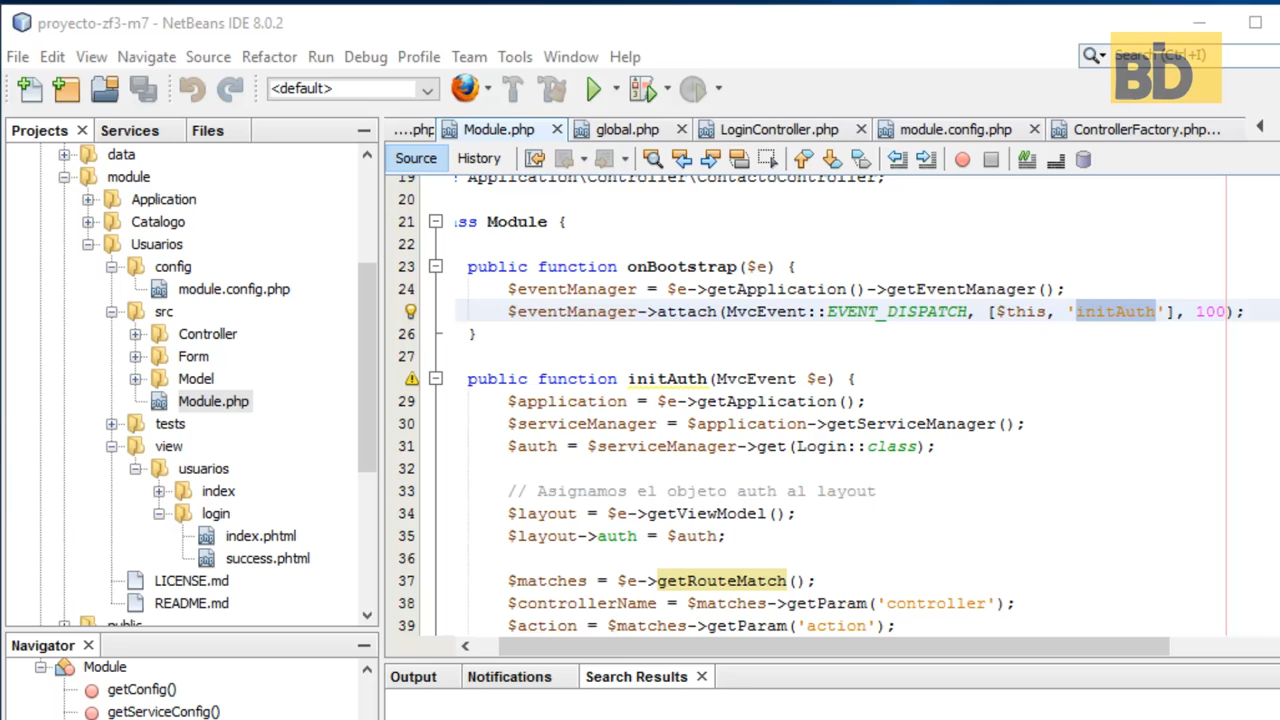 proyecto-zf3-m7 - NetBeans IDE 8.0.2
File Edit View Navigate Source Refactor Run Debug Profile Team Tools Window Help
Search (Ctrl+I)
BD
<default>
Projects Services Files
....php Module.php global.php LoginController.php module.config.php ControllerFactory.php...
Source History
data
module
Application
Catalogo
Usuarios
config
module.config.php
src
Controller
Form
Model
Module.php
tests
view
usuarios
index
login
index.phtml
success.phtml
LICENSE.md
README.md
public
19 Application\Controller\ContactoController;
20
21 ss Module {
22
23 public function onBootstrap($e) {
24 $eventManager = $e->getApplication()->getEventManager();
$eventManager->attach(MvcEvent::EVENT_DISPATCH, [$this, 'initAuth'], 100);
26 }
27
public function initAuth(MvcEvent $e) {
29 $application = $e->getApplication();
30 $serviceManager = $application->getServiceManager();
31 $auth = $serviceManager->get(Login::class);
32
33 // Asignamos el objeto auth al layout
34 $layout = $e->getViewModel();
35 $layout->auth = $auth;
36
37 $matches = $e->getRouteMatch();
38 $controllerName = $matches->getParam('controller');
39 $action = $matches->getParam('action');
Navigator
Module
getConfig()
getServiceConfig()
Output Notifications Search Results